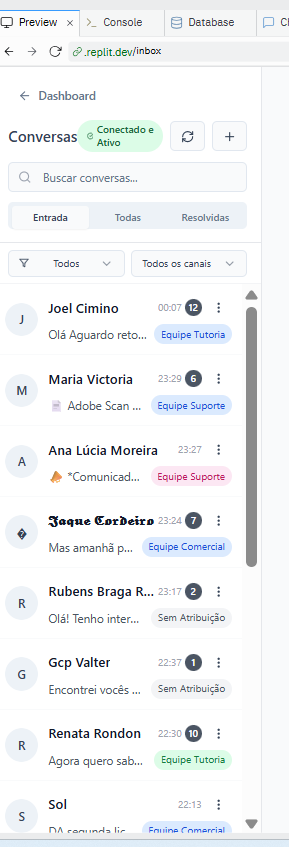 Preview × Console Database
.replit.dev/inbox
Dashboard
Conversas Conectado e
Ativo
Buscar conversas...
Entrada Todas Resolvidas
Todos Todos os canais
J Joel Cimino 00:07 12
Olá Aguardo reto... Equipe Tutoria
M Maria Victoria 23:29 6
Adobe Scan ... Equipe Suporte
A Ana Lúcia Moreira 23:27
*Comunicad... Equipe Suporte
� 𝕵𝖆𝖖𝖚𝖊 𝕮𝖔𝖗𝖉𝖊𝖎𝖗𝖔 23:24 7
Mas amanhã p... Equipe Comercial
R Rubens Braga R... 23:17 2
Olá! Tenho inter... Sem Atribuição
G Gcp Valter 22:37 1
Encontrei vocês ... Sem Atribuição
R Renata Rondon 22:30 10
Agora quero sab... Equipe Tutoria
S Sol 22:13
Equipe Comercial